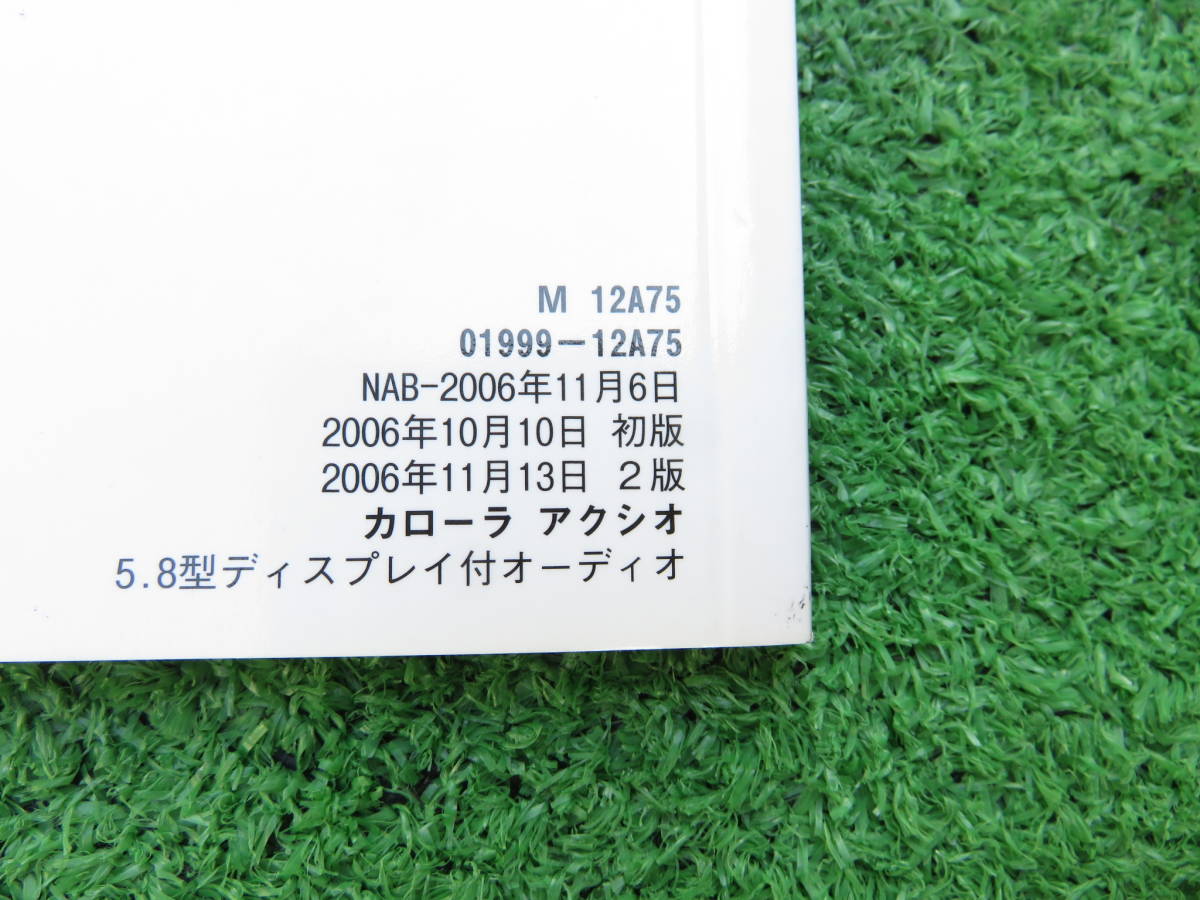 M 12A75
01999-12A75
NAB-2006年11月6日
2006年10月10日 初版
2006年11月13日 2版
カローラ アクシオ
5.8型ディスプレイ付オーディオ